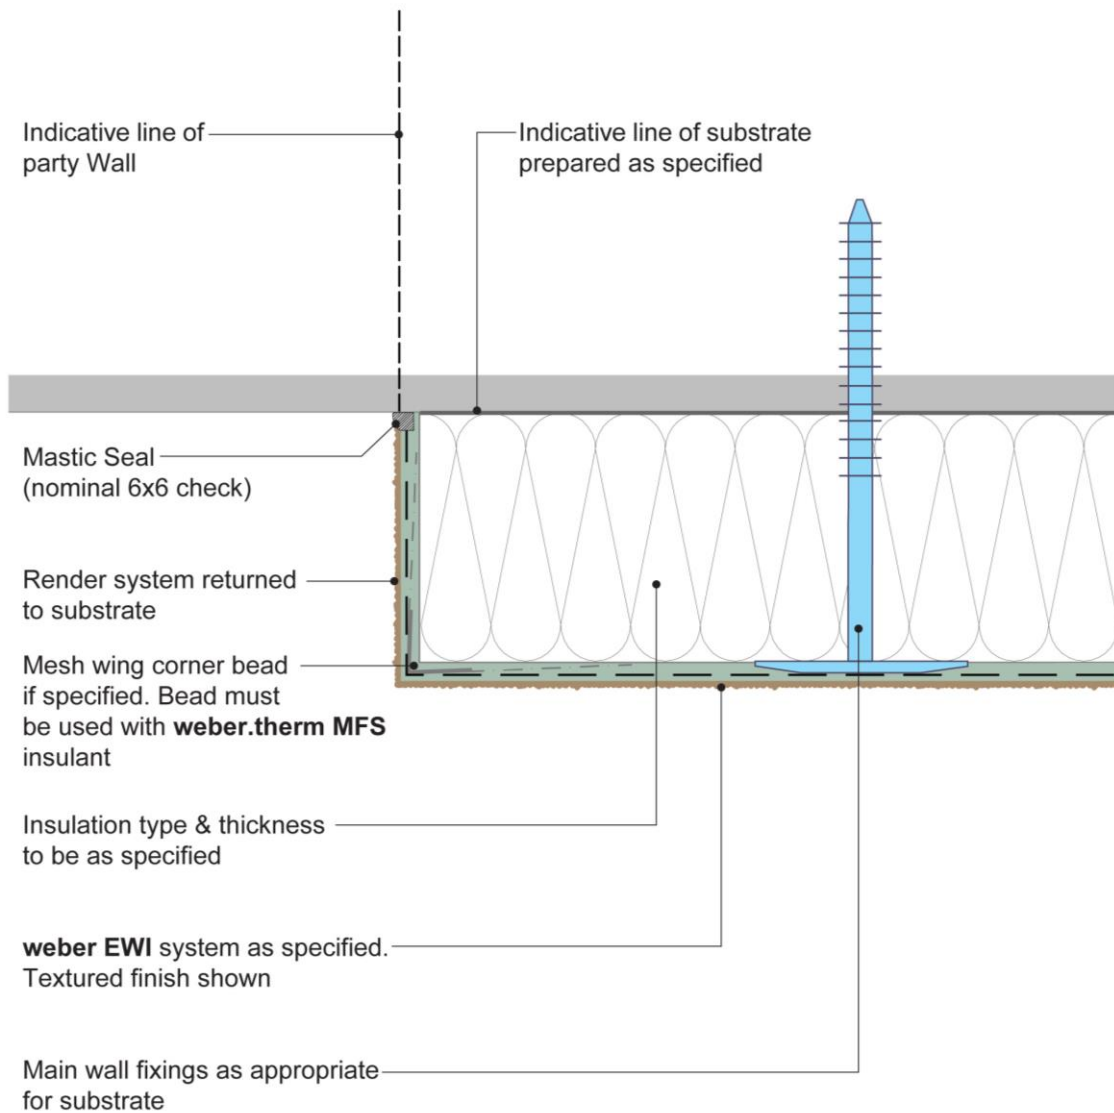 Indicative line of
party Wall
Indicative line of substrate
prepared as specified
Mastic Seal
(nominal 6x6 check)
Render system returned
to substrate
Mesh wing corner bead
if specified. Bead must
be used with weber.therm MFS
insulant
Insulation type & thickness
to be as specified
weber EWI system as specified.
Textured finish shown
Main wall fixings as appropriate
for substrate